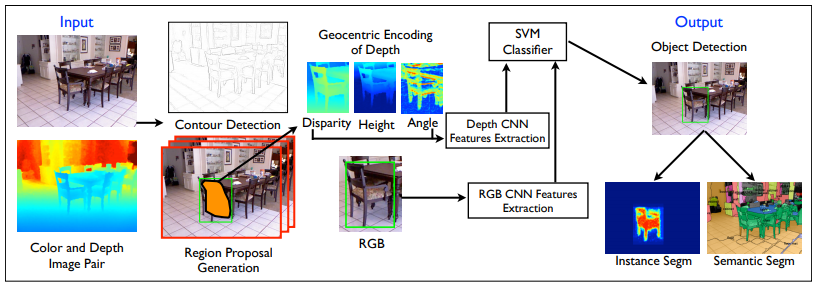 Input
Color and Depth
Image Pair
Contour Detection
Region Proposal
Generation
Geocentric Encoding
of Depth
Disparity
Height
Angle
RGB
Depth CNN
Features Extraction
RGB CNN Features
Extraction
SVM
Classifier
Output
Object Detection
Instance Segm
Semantic Segm